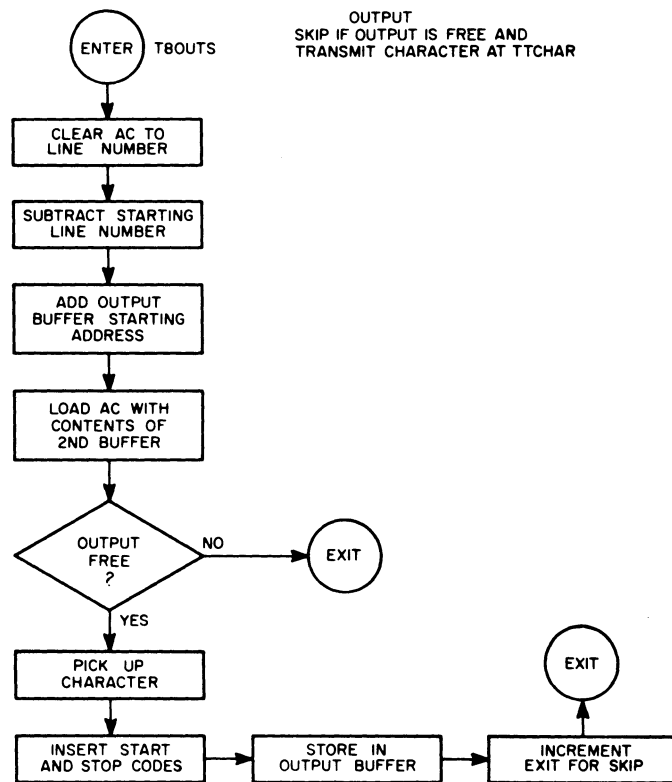 OUTPUT
SKIP IF OUTPUT IS FREE AND
TRANSMIT CHARACTER AT TTCHAR
ENTER
T8OUTS
CLEAR AC TO
LINE NUMBER
SUBTRACT STARTING
LINE NUMBER
ADD OUTPUT
BUFFER STARTING
ADDRESS
LOAD AC WITH
CONTENTS OF
2ND BUFFER
OUTPUT
FREE
?
NO
EXIT
YES
PICK UP
CHARACTER
INSERT START
AND STOP CODES
STORE IN
OUTPUT BUFFER
INCREMENT
EXIT FOR SKIP
EXIT